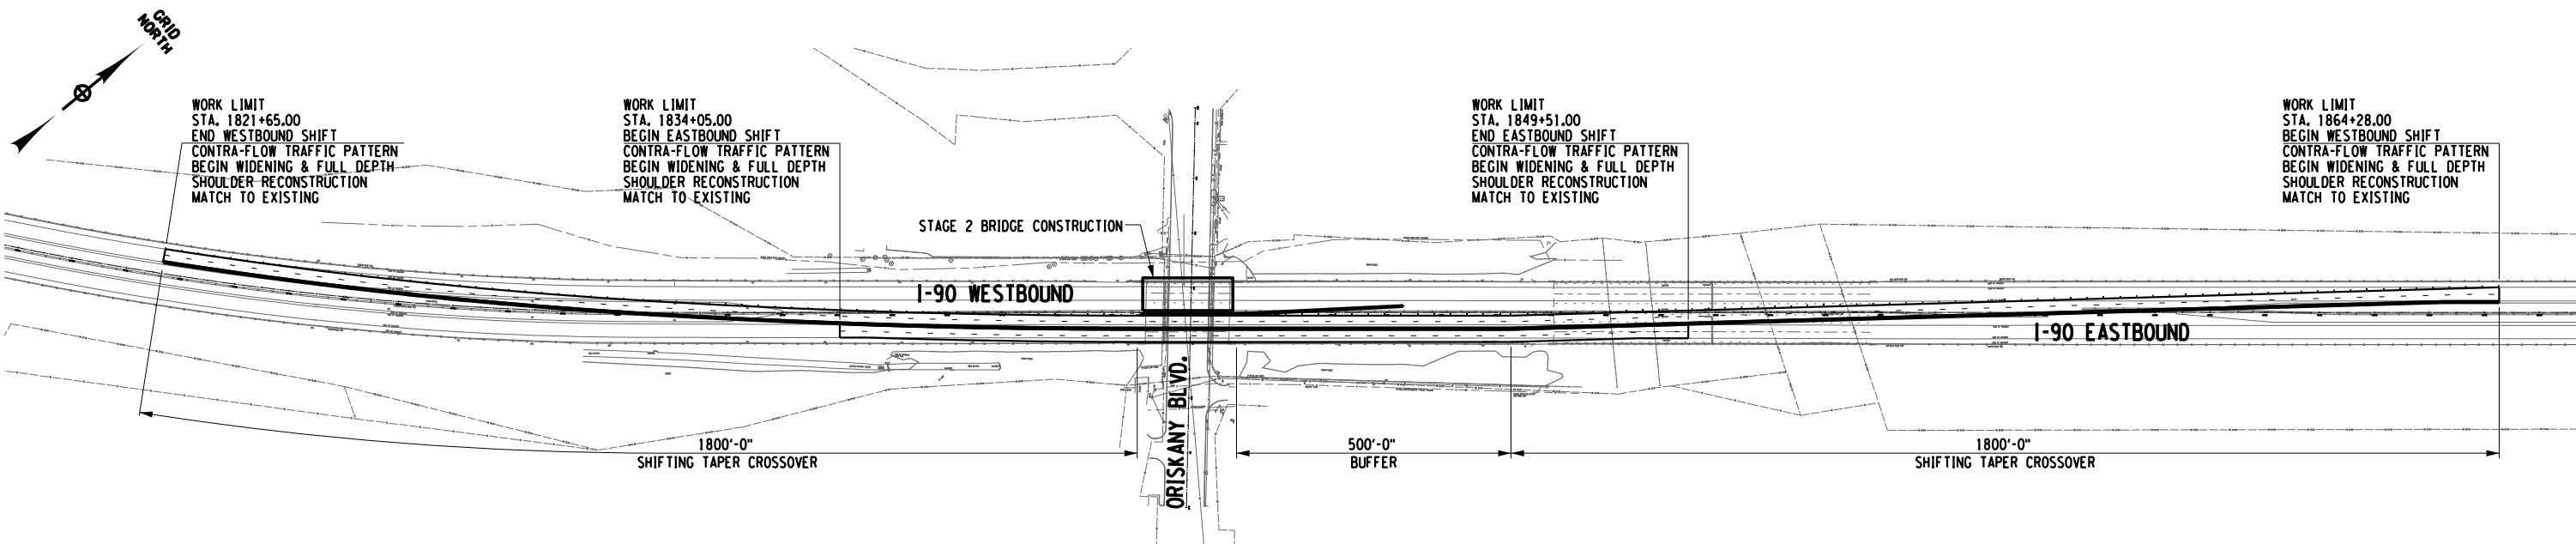 GRID
NORTH
WORK LIMIT
STA. 1821+65.00
END WESTBOUND SHIFT
CONTRA-FLOW TRAFFIC PATTERN
BEGIN WIDENING & FULL DEPTH
SHOULDER RECONSTRUCTION
MATCH TO EXISTING
WORK LIMIT
STA. 1834+05.00
BEGIN EASTBOUND SHIFT
CONTRA-FLOW TRAFFIC PATTERN
BEGIN WIDENING & FULL DEPTH
SHOULDER RECONSTRUCTION
MATCH TO EXISTING
WORK LIMIT
STA. 1849+51.00
END EASTBOUND SHIFT
CONTRA-FLOW TRAFFIC PATTERN
BEGIN WIDENING & FULL DEPTH
SHOULDER RECONSTRUCTION
MATCH TO EXISTING
WORK LIMIT
STA. 1864+28.00
BEGIN WESTBOUND SHIFT
CONTRA-FLOW TRAFFIC PATTERN
BEGIN WIDENING & FULL DEPTH
SHOULDER RECONSTRUCTION
MATCH TO EXISTING
STAGE 2 BRIDGE CONSTRUCTION
I-90 WESTBOUND
I-90 EASTBOUND
ORISKANY BLVD.
1800'-0"
SHIFTING TAPER CROSSOVER
500'-0"
BUFFER
1800'-0"
SHIFTING TAPER CROSSOVER